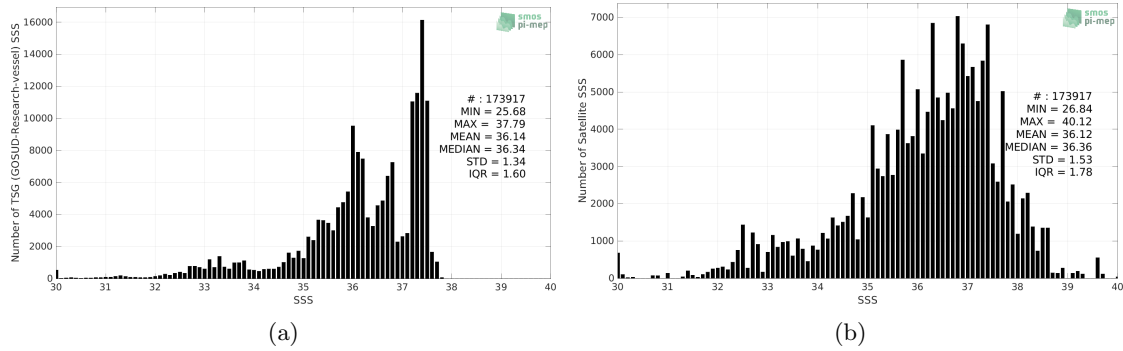 16000
14000
12000
10000
8000
6000
4000
2000
0
30 31 32 33 34 35 36 37 38 39 40
SSS
Number of TSG (GOSUD-Research-vessel) SSS
smos
pi-mep
# : 173917
MIN = 25.68
MAX = 37.79
MEAN = 36.14
MEDIAN = 36.34
STD = 1.34
IQR = 1.60
(a)
7000
6000
5000
4000
3000
2000
1000
0
30 31 32 33 34 35 36 37 38 39 40
SSS
Number of Satellite SSS
smos
pi-mep
# : 173917
MIN = 26.84
MAX = 40.12
MEAN = 36.12
MEDIAN = 36.36
STD = 1.53
IQR = 1.78
(b)